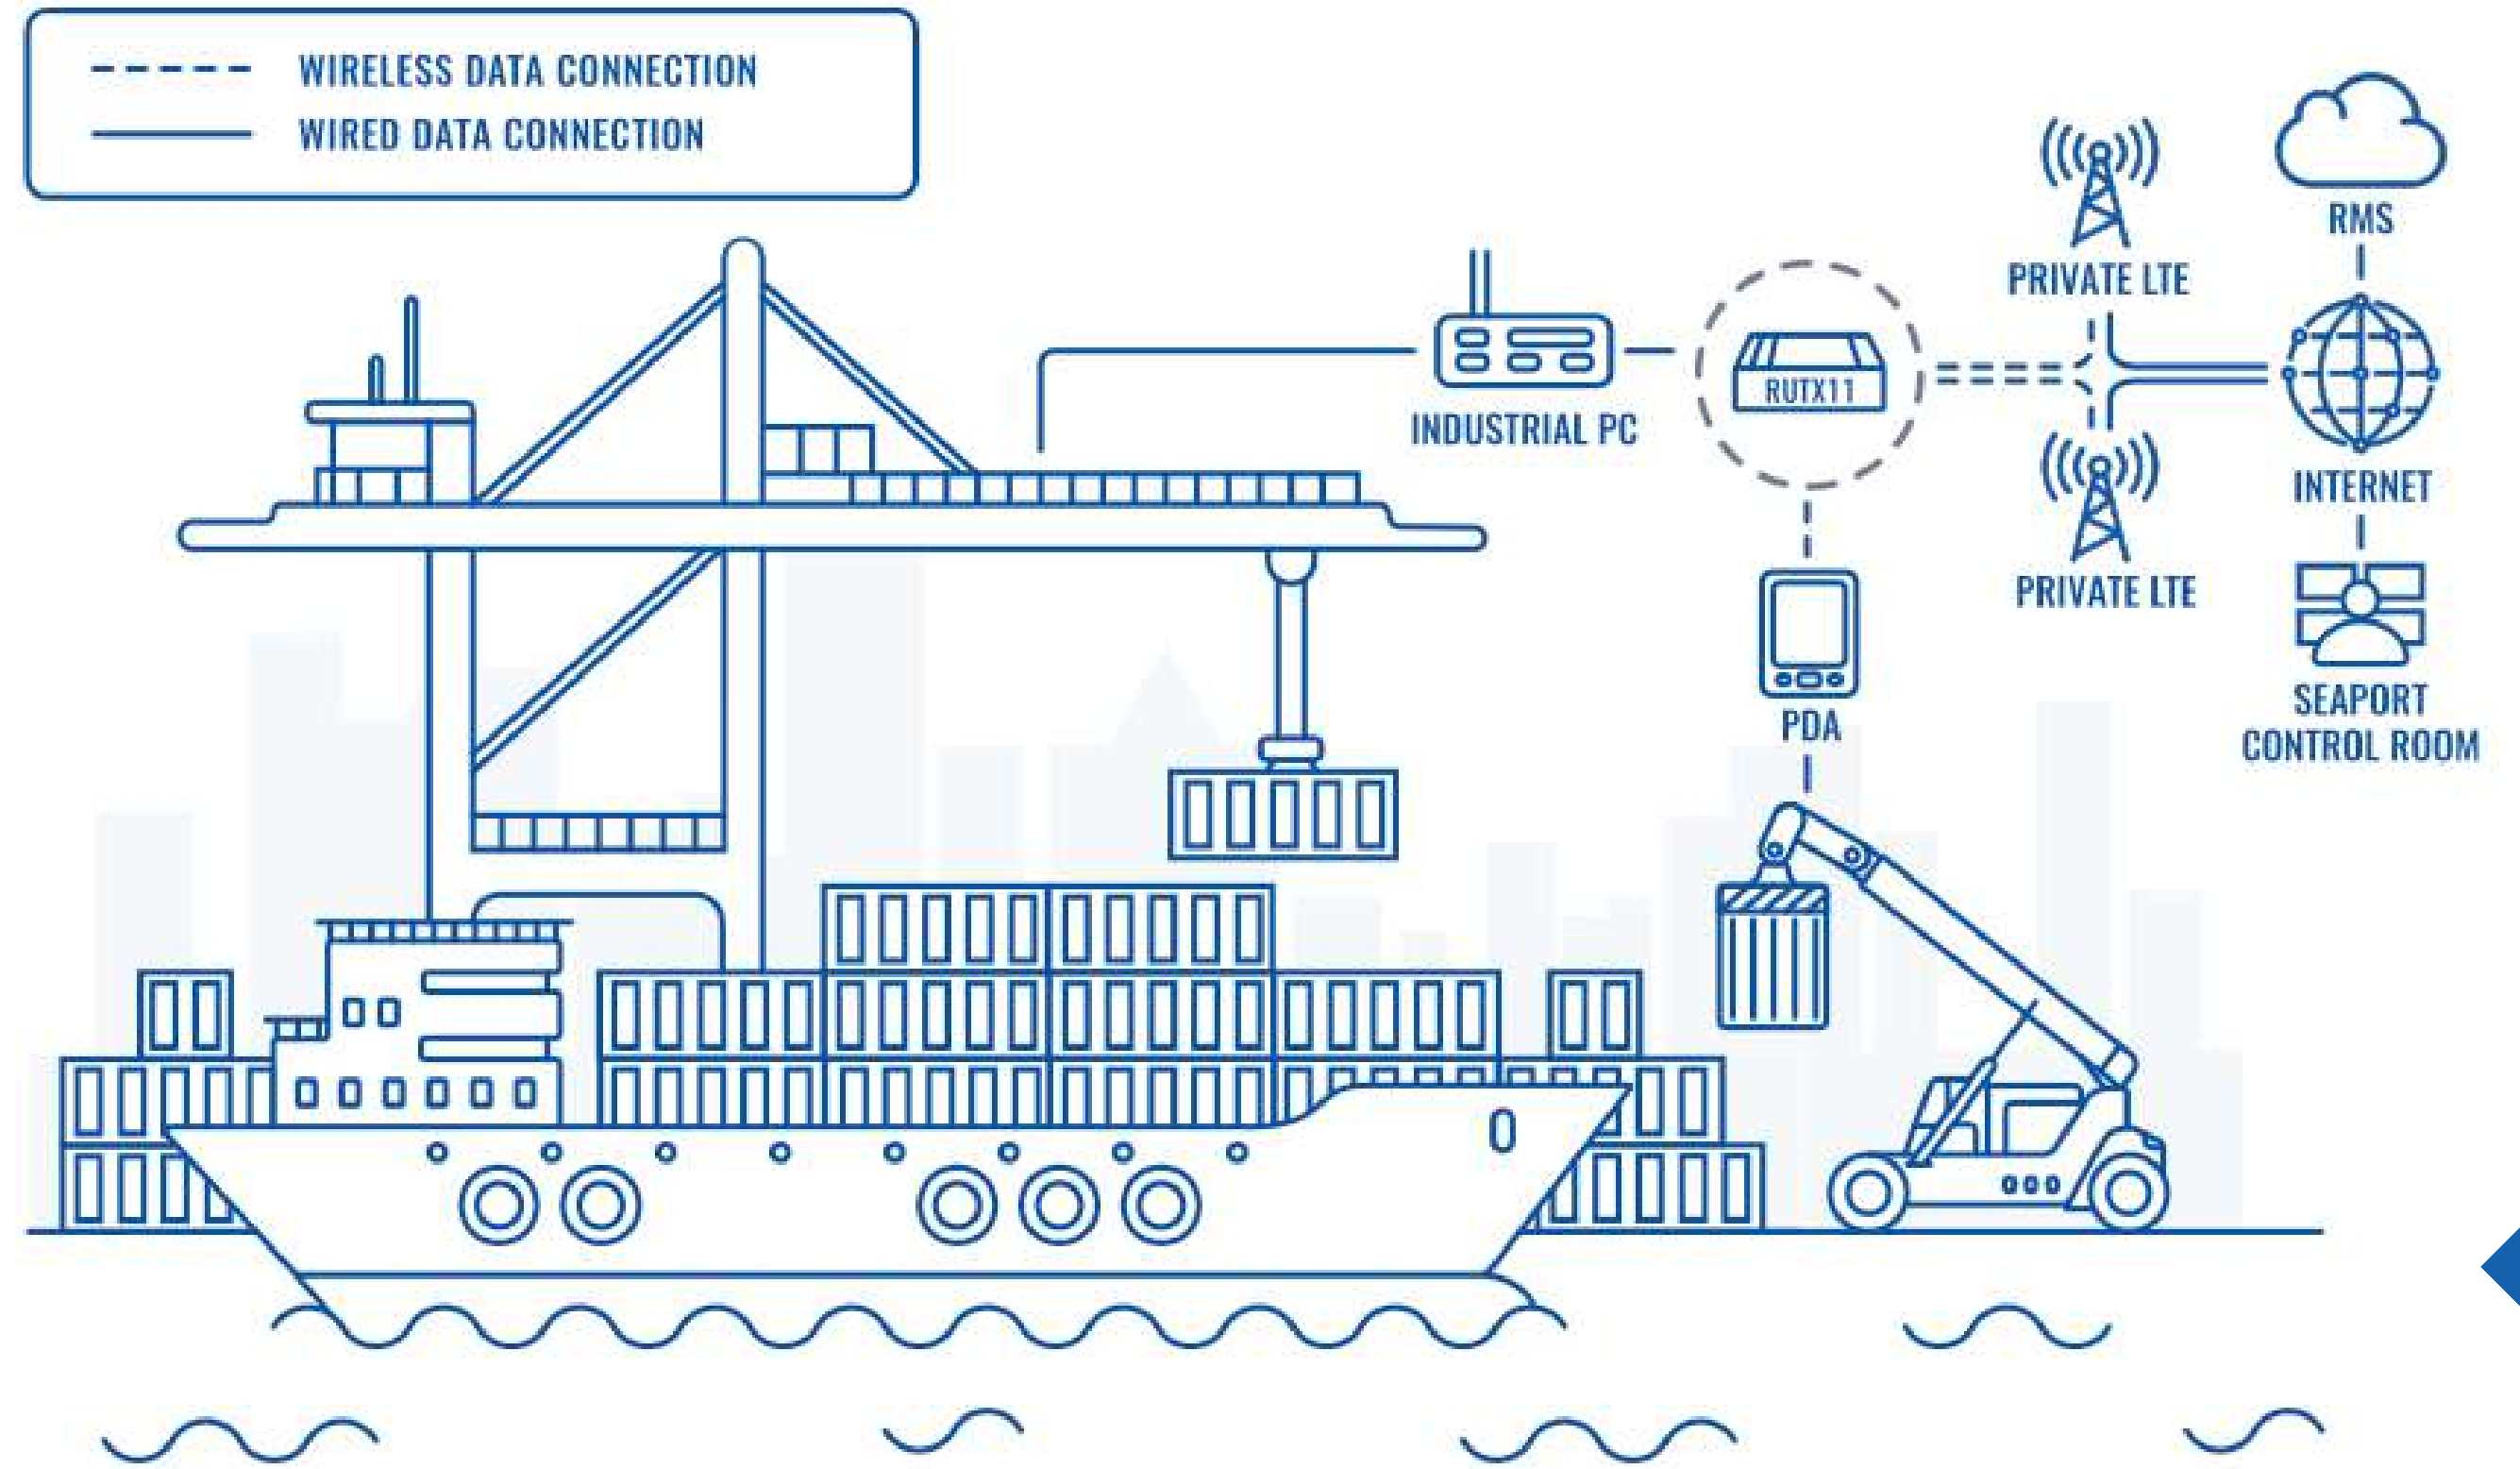 WIRELESS DATA CONNECTION
WIRED DATA CONNECTION
RMS
PRIVATE LTE
RUTX11
INDUSTRIAL PC
INTERNET
PRIVATE LTE
PDA
SEAPORT
CONTROL ROOM